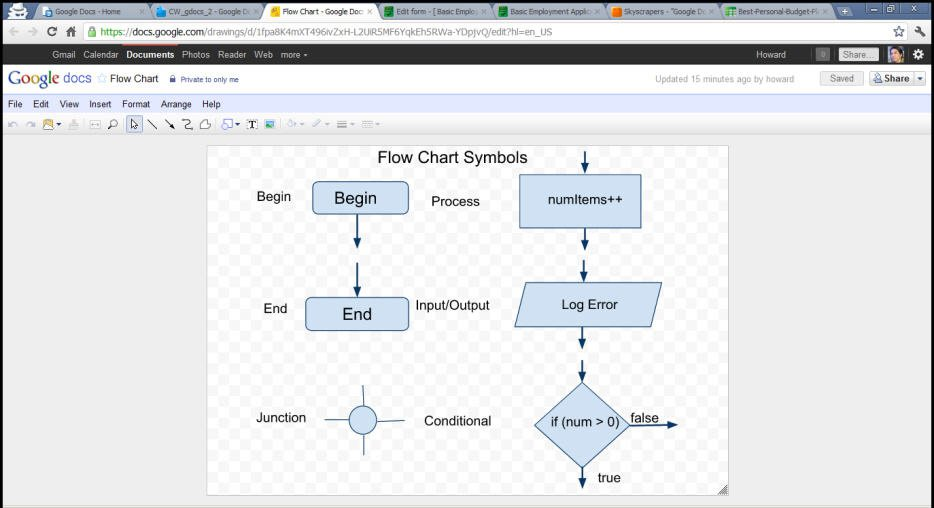 Google Docs - Home
CW_gdocs_2 - Google Do
Flow Chart - Google Doc
Edit form - [ Basic Emplo
Basic Employment Applic
Skyscrapers - "Google Do
Best-Personal-Budget-Pl
https://docs.google.com/drawings/d/1fpa8K4mXT496ivZxH-L2UiR5MF6YqkEh5RWa-YDpJvQ/edit?hl=en_US
Gmail Calendar Documents Photos Reader Web more
Howard 0 Share...
Google docs Flow Chart Private to only me
Updated 15 minutes ago by howard Saved Share
File Edit View Insert Format Arrange Help
T
Flow Chart Symbols
Begin Begin Process numItems++
End End Input/Output Log Error
Junction Conditional if (num > 0) false
true